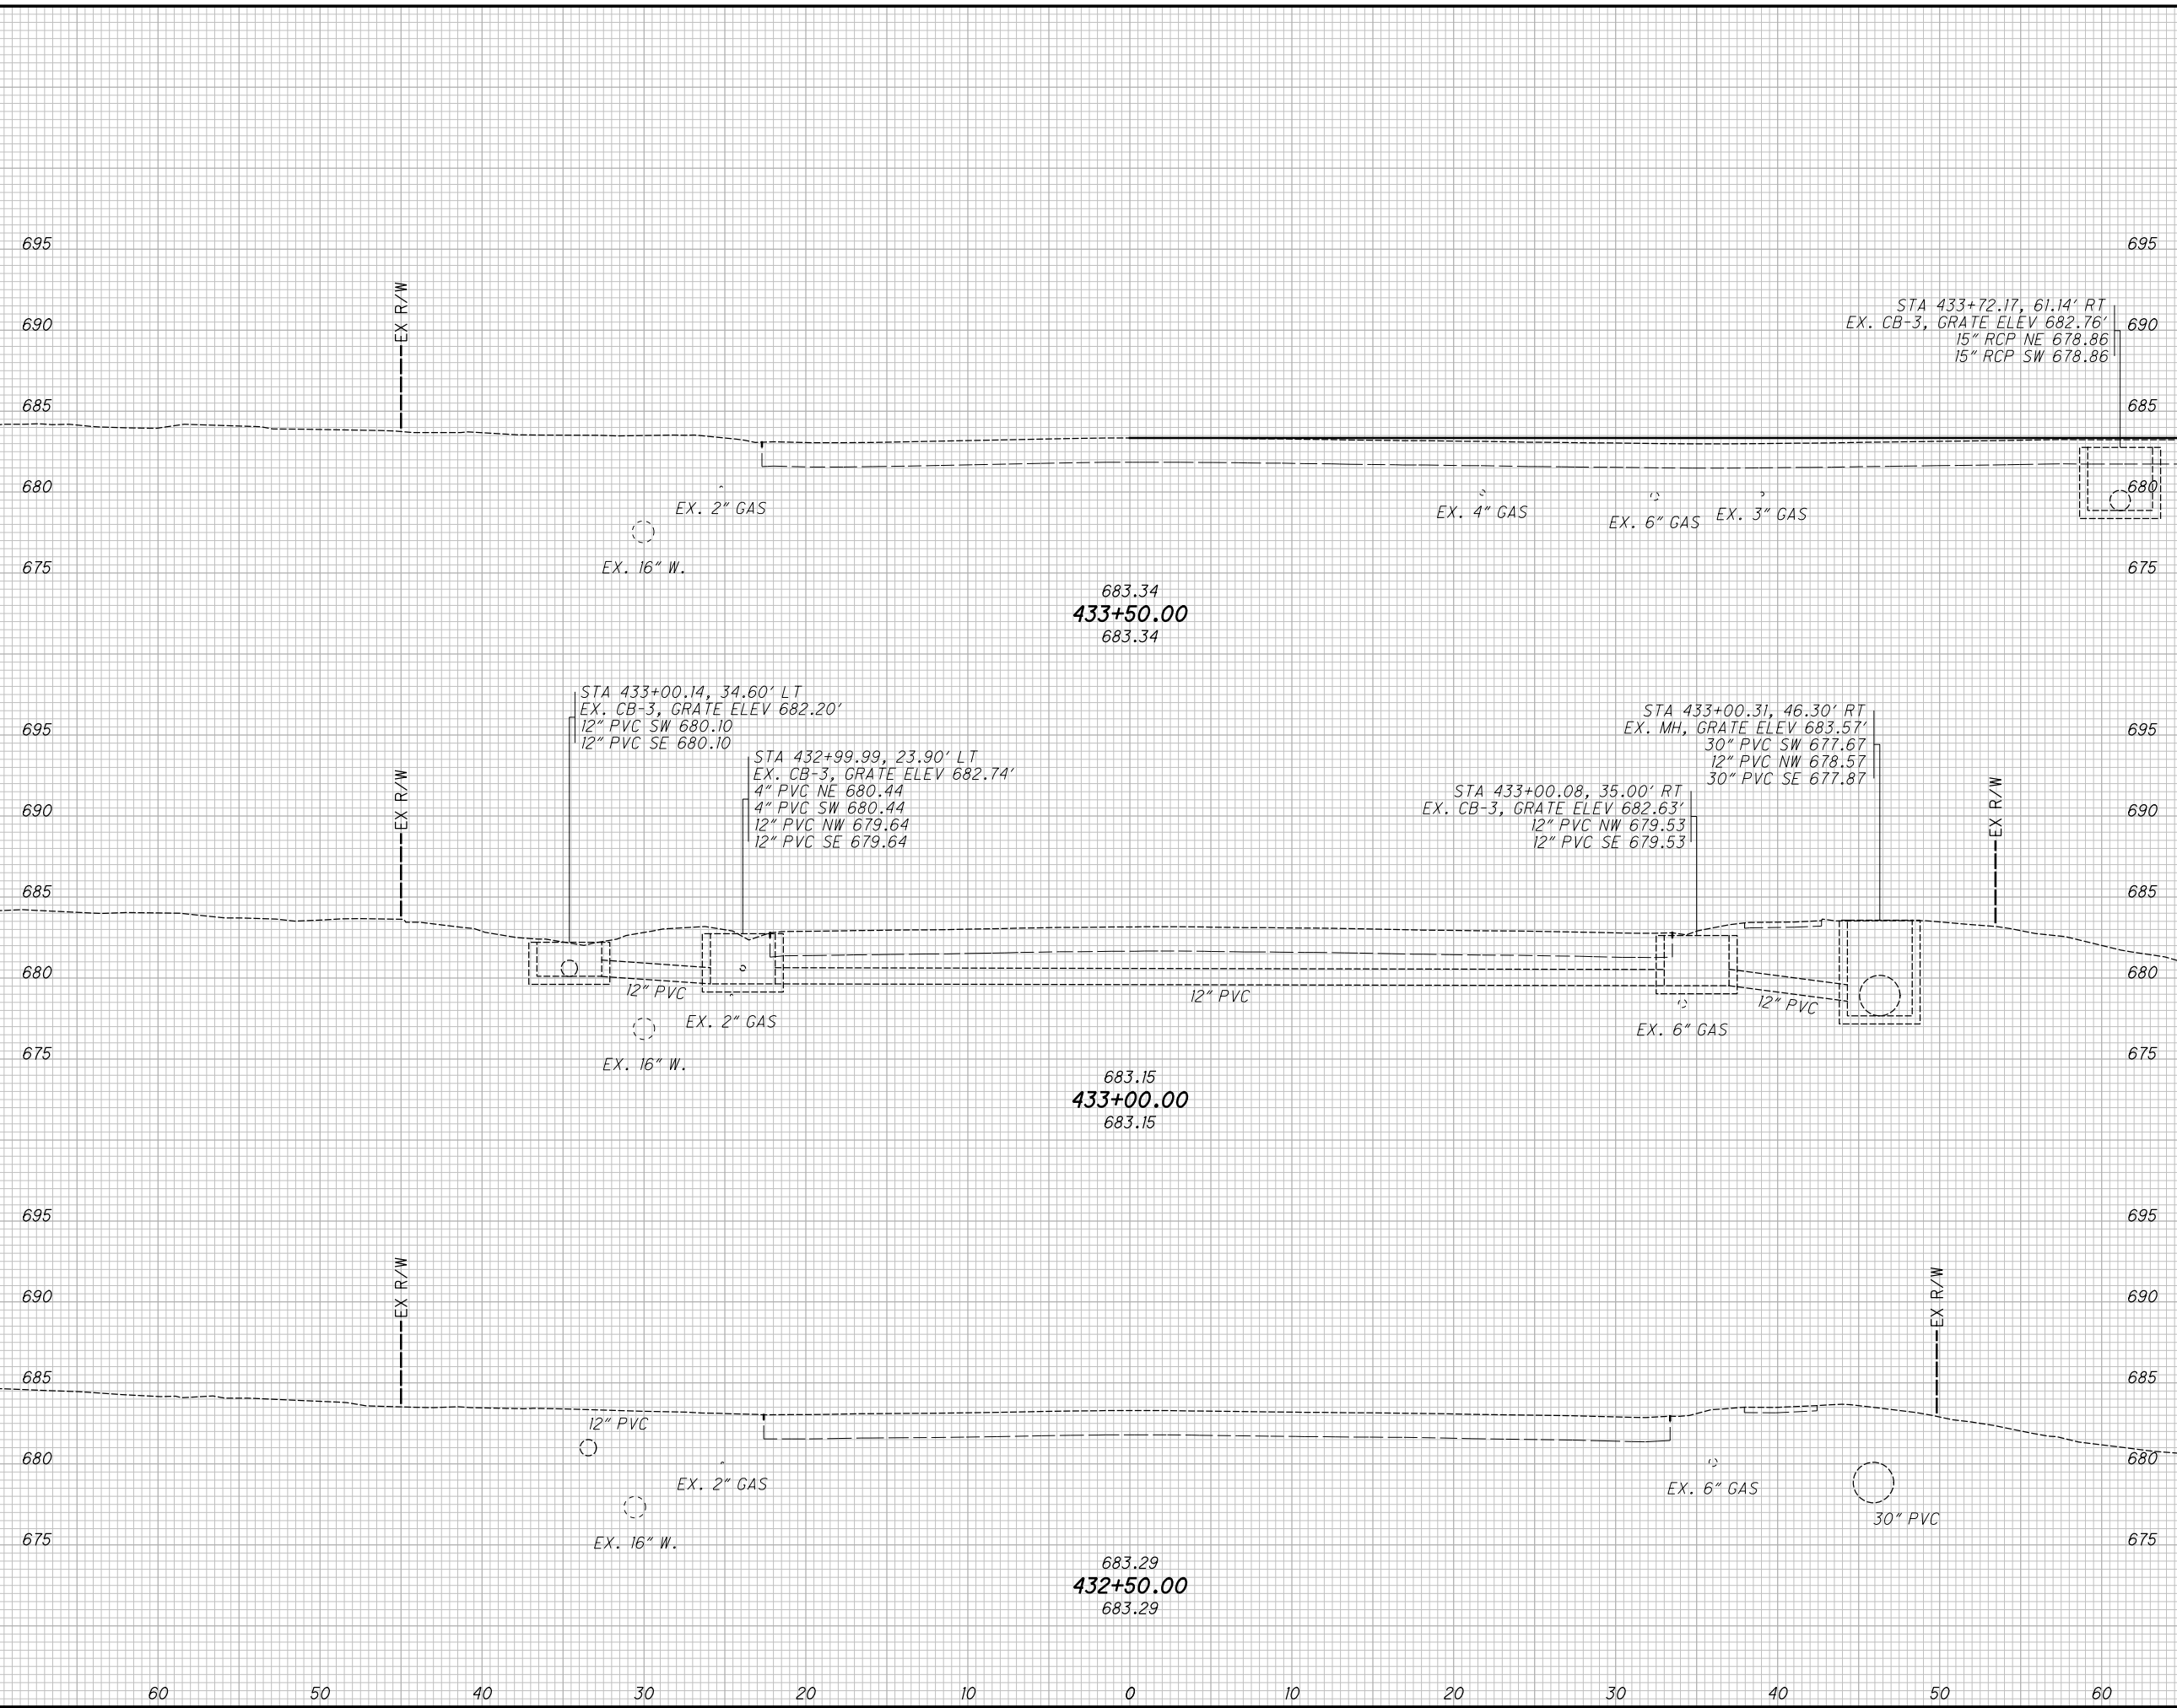 695
695
EX R/W
STA 433+72.17, 61.14' RT
EX. CB-3, GRATE ELEV 682.76'
15" RCP NE 678.86
15" RCP SW 678.86
690
690
685
685
680
680
EX. 2" GAS
EX. 4" GAS
EX. 6" GAS
EX. 3" GAS
EX. 16" W.
675
675
683.34
433+50.00
683.34
STA 433+00.14, 34.60' LT
EX. CB-3, GRATE ELEV 682.20'
12" PVC SW 680.10
12" PVC SE 680.10
STA 432+99.99, 23.90' LT
EX. CB-3, GRATE ELEV 682.74'
4" PVC NE 680.44
4" PVC SW 680.44
12" PVC NW 679.64
12" PVC SE 679.64
STA 433+00.31, 46.30' RT
EX. MH, GRATE ELEV 683.57'
30" PVC SW 677.67
12" PVC NW 678.57
30" PVC SE 677.87
STA 433+00.08, 35.00' RT
EX. CB-3, GRATE ELEV 682.63'
12" PVC NW 679.53
12" PVC SE 679.53
695
695
EX R/W
EX R/W
690
690
685
685
680
680
12" PVC
EX. 2" GAS
12" PVC
EX. 6" GAS
12" PVC
EX. 16" W.
675
675
683.15
433+00.00
683.15
695
695
EX R/W
EX R/W
690
690
685
685
12" PVC
680
680
EX. 2" GAS
EX. 6" GAS
30" PVC
EX. 16" W.
675
675
683.29
432+50.00
683.29
60 50 40 30 20 10 0 10 20 30 40 50 60